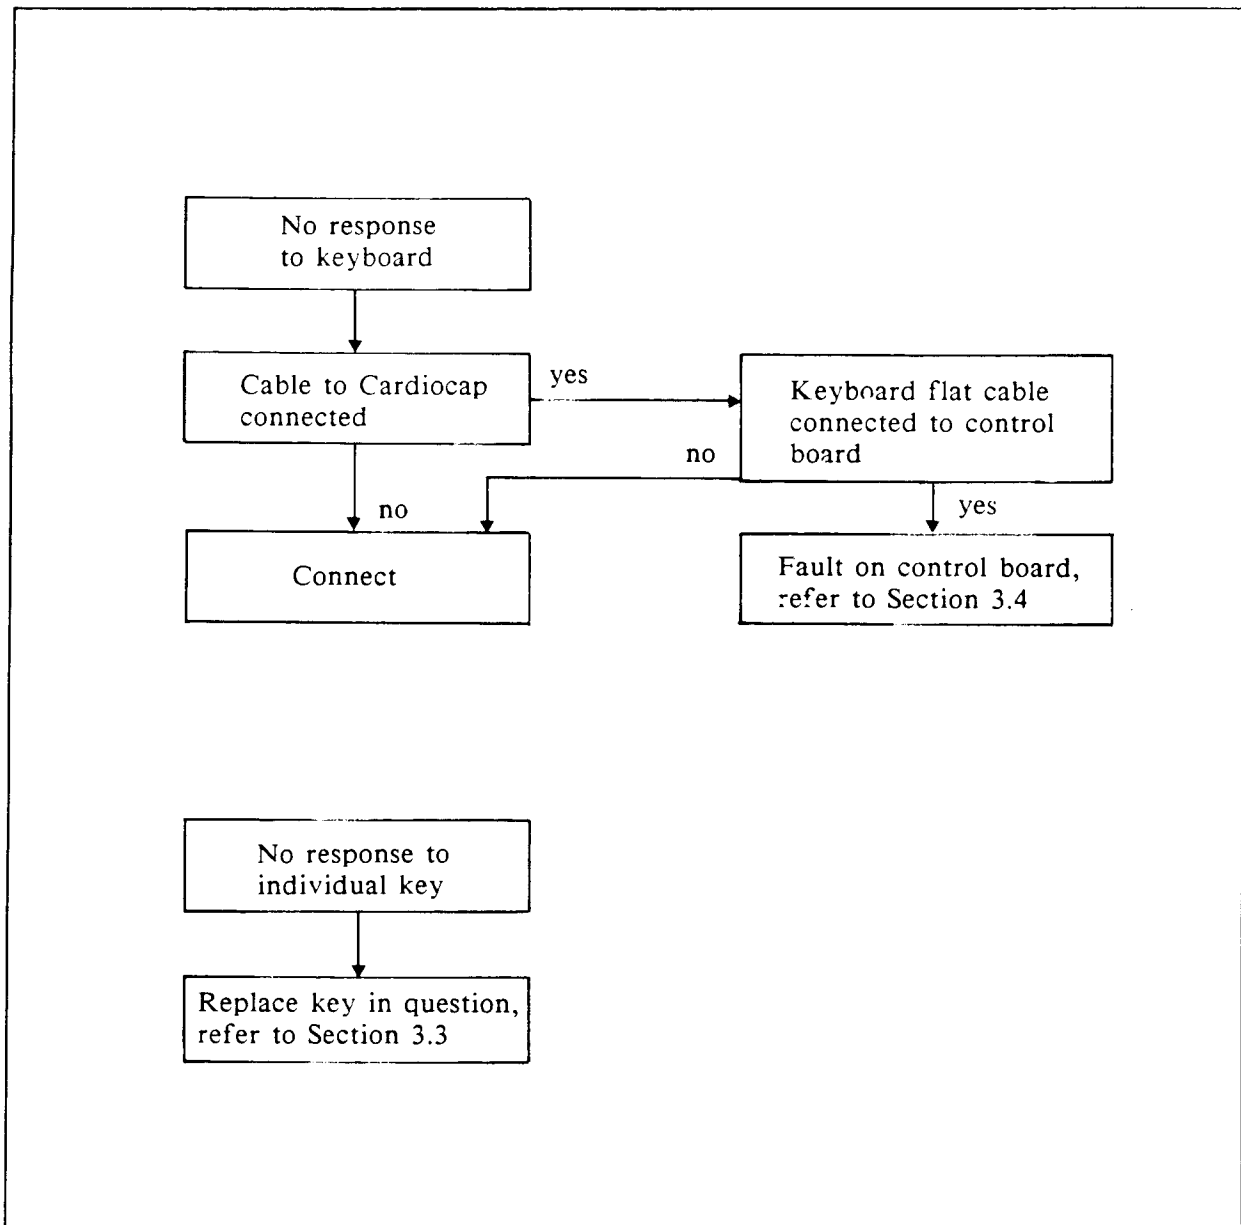 No response
to keyboard
Cable to Cardiocap
connected
yes
Keyboard flat cable
connected to control
board
no
no
yes
Connect
Fault on control board,
refer to Section 3.4
No response to
individual key
Replace key in question,
refer to Section 3.3